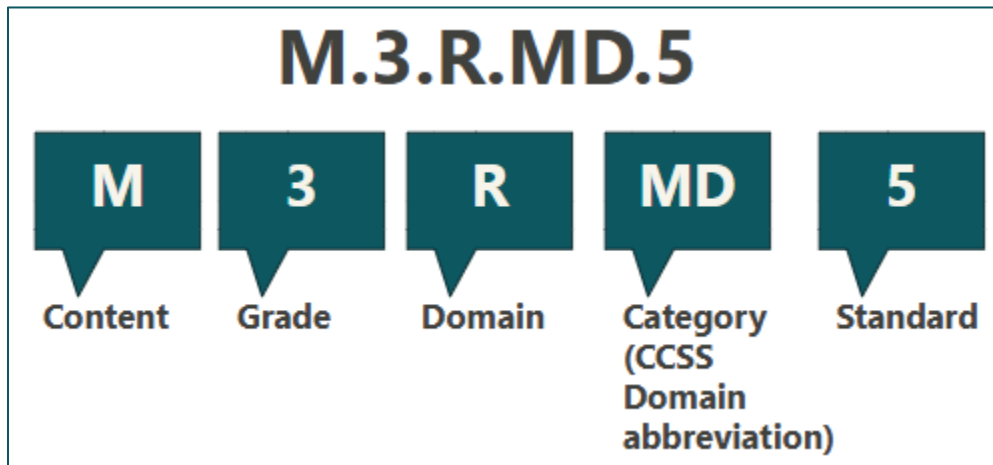 M.3.R.MD.5
M 3 R MD 5
Content Grade Domain Category Standard
(CCSS
Domain
abbreviation)